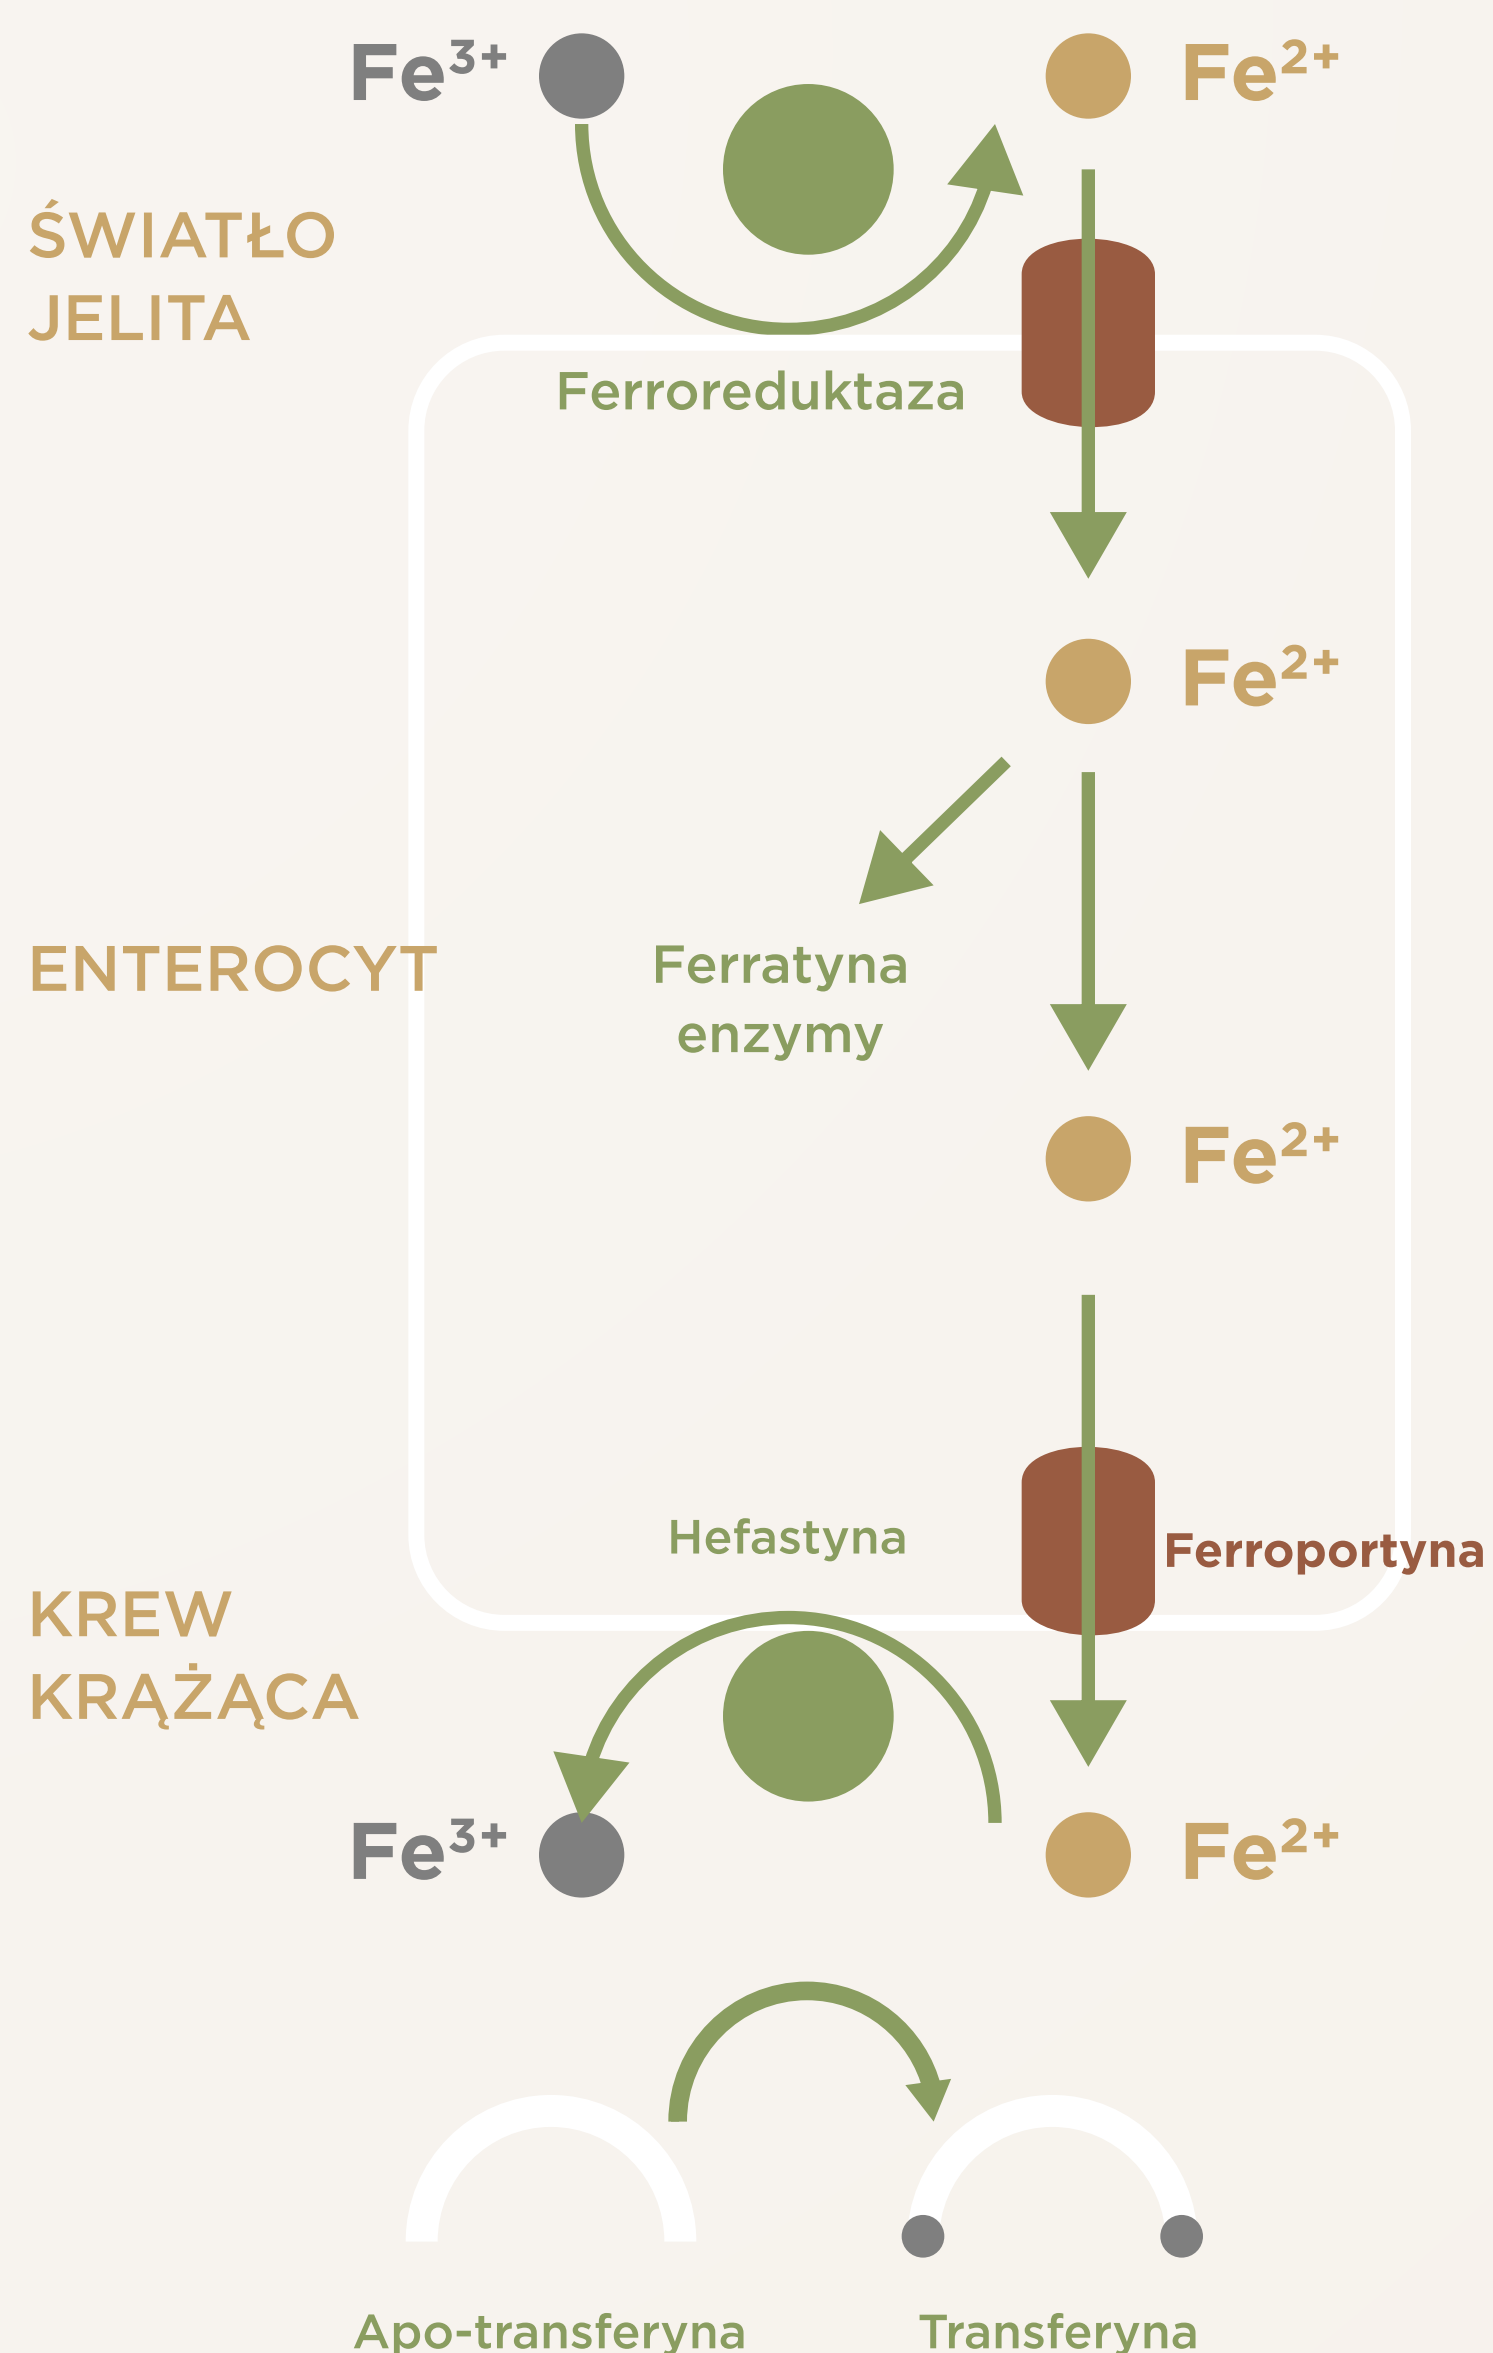 Fe³⁺
Fe²⁺
ŚWIATŁO
JELITA
Ferroreduktaza
Fe²⁺
ENTEROCYT
Ferratyna
enzymy
Fe²⁺
Hefastyna
Ferroportyna
KREW
KRĄŻĄCA
Fe³⁺
Fe²⁺
Apo-transferyna
Transferyna